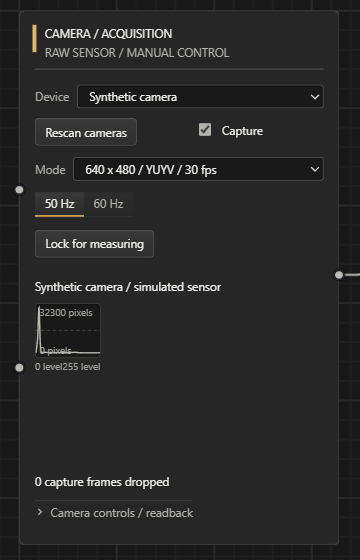 CAMERA / ACQUISITION
RAW SENSOR / MANUAL CONTROL
Device Synthetic camera
Rescan cameras Capture
Mode 640 x 480 / YUYV / 30 fps
50 Hz 60 Hz
Lock for measuring
Synthetic camera / simulated sensor
32300 pixels
0 pixels
0 level255 level
0 capture frames dropped
Camera controls / readback